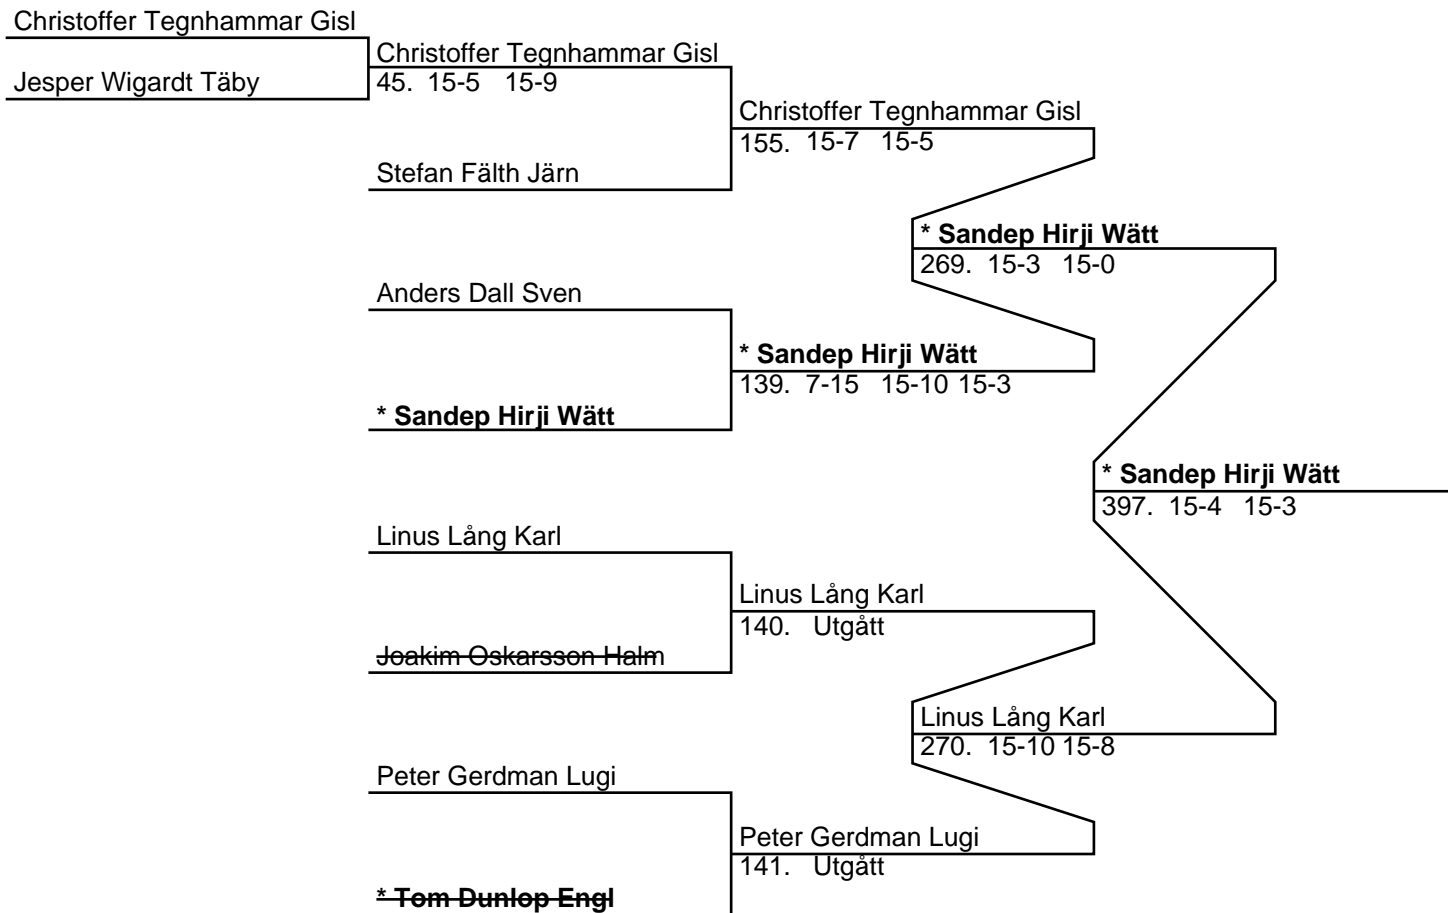 Christoffer Tegnhammar Gisl
Jesper Wigardt Täby
Christoffer Tegnhammar Gisl
45. 15-5 15-9
Stefan Fälth Järn
Christoffer Tegnhammar Gisl
155. 15-7 15-5
Anders Dall Sven
* Sandep Hirji Wätt
* Sandep Hirji Wätt
139. 7-15 15-10 15-3
* Sandep Hirji Wätt
269. 15-3 15-0
Linus Lång Karl
Joakim Oskarsson Halm
Linus Lång Karl
140. Utgått
Peter Gerdman Lugi
* Tom Dunlop Engl
Peter Gerdman Lugi
141. Utgått
Linus Lång Karl
270. 15-10 15-8
* Sandep Hirji Wätt
397. 15-4 15-3